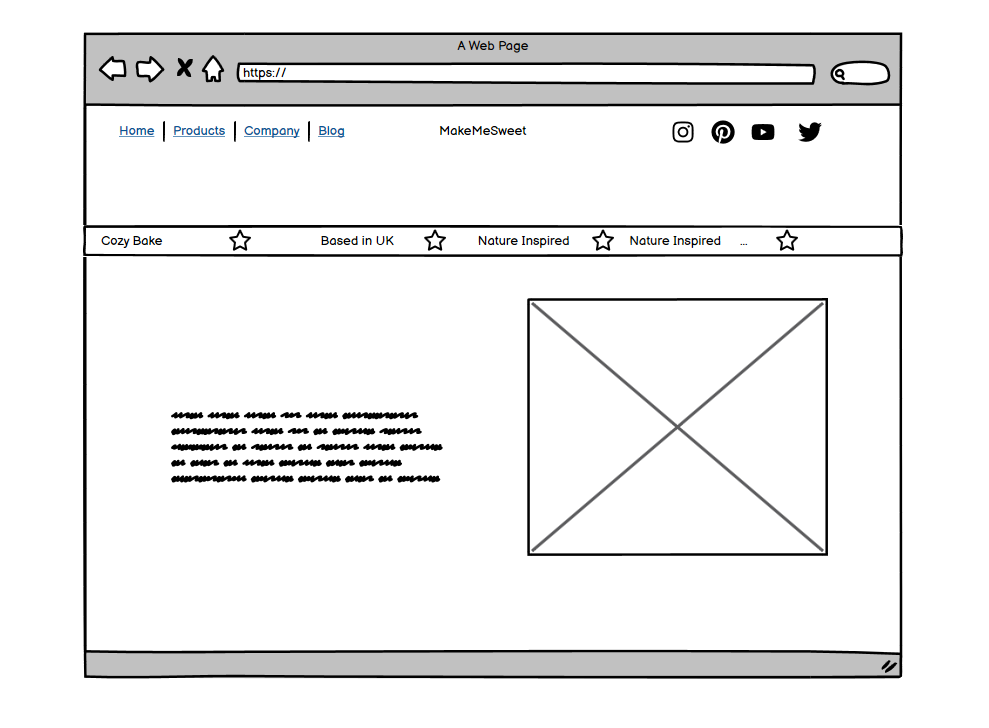 A Web Page
https://
Home Products Company Blog MakeMeSweet
Cozy Bake Based in UK Nature Inspired Nature Inspired ...